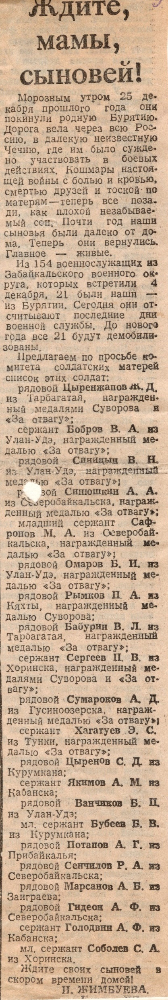 Ждите,
мамы,
сыновей!
Морозным утром 25 де-
кабря прошлого года они
покинули родную Бурятию.
Дорога вела через всю Рос-
сию, в далекую неизвестную
Чечню, где им было сужде-
но участвовать в боевых
действиях. Кошмары настоя-
щей войны с болью и кровью,
смертью друзей и тоской по
матерям—теперь все поза-
ди, как плохой незабывае-
мый сон. Почти год наши
сыновья были далеко от до-
ма. Теперь они вернулись.
Главное — живые.
Из 154 военнослужащих из
Забайкальского военного ок-
руга, которых встретили 4
декабря, 21 были наши —
из Бурятии. Сегодня они от-
считывают последние дни
военной службы. До нового
года все 21 будут демобили-
зованы.
Предлагаем по просьбе ко-
митета солдатских матерей
список этих солдат:
рядовой Цыренжапов Ж. Д.
из Тарбагатая, награжден-
ный медалями Суворова и
«За отвагу»;
сержант Бобров В. А. из
Улан-Удэ, награжденный ме-
далью «За отвагу»;
рядовой Синицын В. Н.
из Улан-Удэ, награжденный
медалью «За отвагу»;
рядовой Синюшкин А. А.
из Северобайкальска, награж-
денный медалью «За отвагу»;
младший сержант Саф-
ронов М. А. из Северобай-
кальска, награжденный ме-
далью «За отвагу»;
рядовой Омаров Б. И. из
Улан-Удэ, награжденный ме-
далью «За отвагу»;
рядовой Рымков П. А. из
Кяхты, награжденный ме-
далью Суворова;
рядовой Бабурин В. Л. из
Тарбагатая, награжденный
медалью «За отвагу»;
сержант Сергеев П. В. из
Хоринска, награжденный ме-
далями Суворова и «За от-
вагу»;
рядовой Сумароков А. Д.
из Гусиноозерска, награж-
денный медалью «За отвагу»;
сержант Хагатуев Э. С.
из Тунки, награжденный ме-
далью «За отвагу»;
рядовой Цыренов С. Д. из
Курумкана;
сержант Якимов А. М. из
Кабанска;
рядовой Ванчиков Б. Ц.
из Улан-Удэ;
мл. сержант Бубеев Б. В.
из Курумкана;
рядовой Потапов А. Г. из
Прибайкалья;
рядовой Сенчилов Р. А. из
Северобайкальска;
рядовой Марсанов А. Б. из
Заиграева;
рядовой Гидеон А. Ф. из
Северобайкальска;
сержант Голодвин А. Ф. из
Кабанска;
мл. сержант Соболев С. А.
из Хоринска.
Ждите своих сыновей в
скором времени домой!
Н. ЖИМБУЕВА.